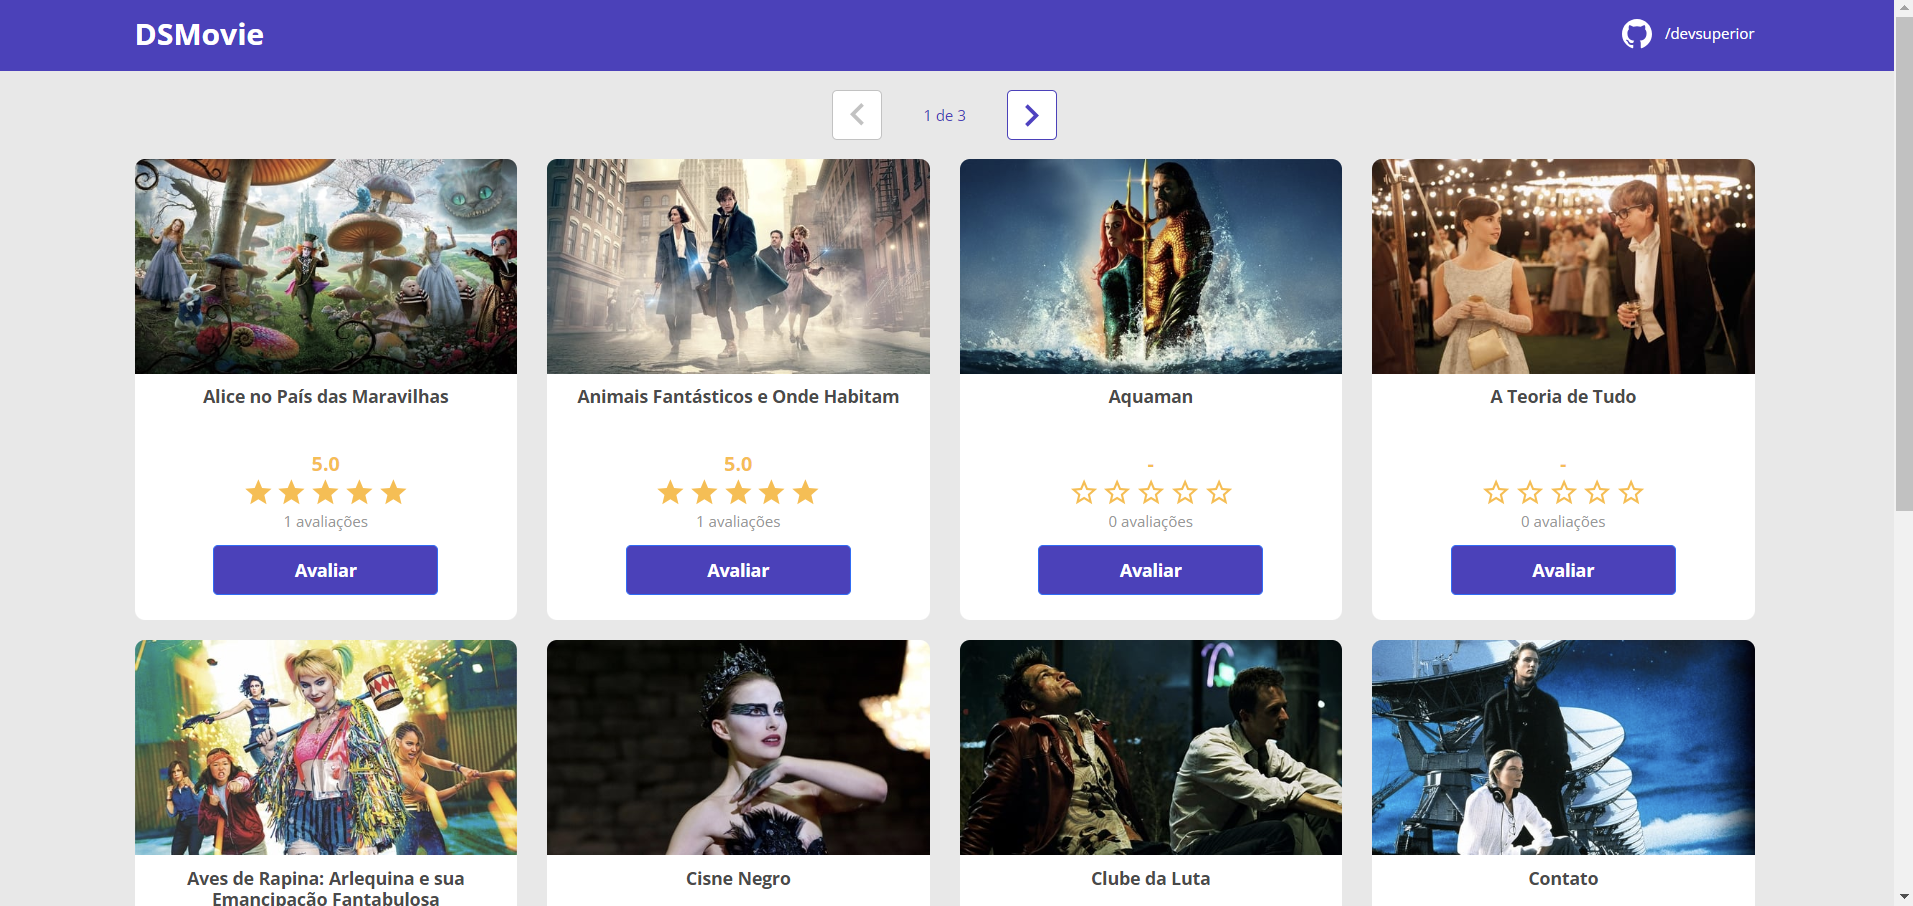 DSMovie
/devsuperior
1 de 3
Alice no País das Maravilhas
5.0
1 avaliações
Avaliar
Animais Fantásticos e Onde Habitam
5.0
1 avaliações
Avaliar
Aquaman
-
0 avaliações
Avaliar
A Teoria de Tudo
-
0 avaliações
Avaliar
Aves de Rapina: Arlequina e sua
Emancipação Fantabulosa
Cisne Negro
Clube da Luta
Contato